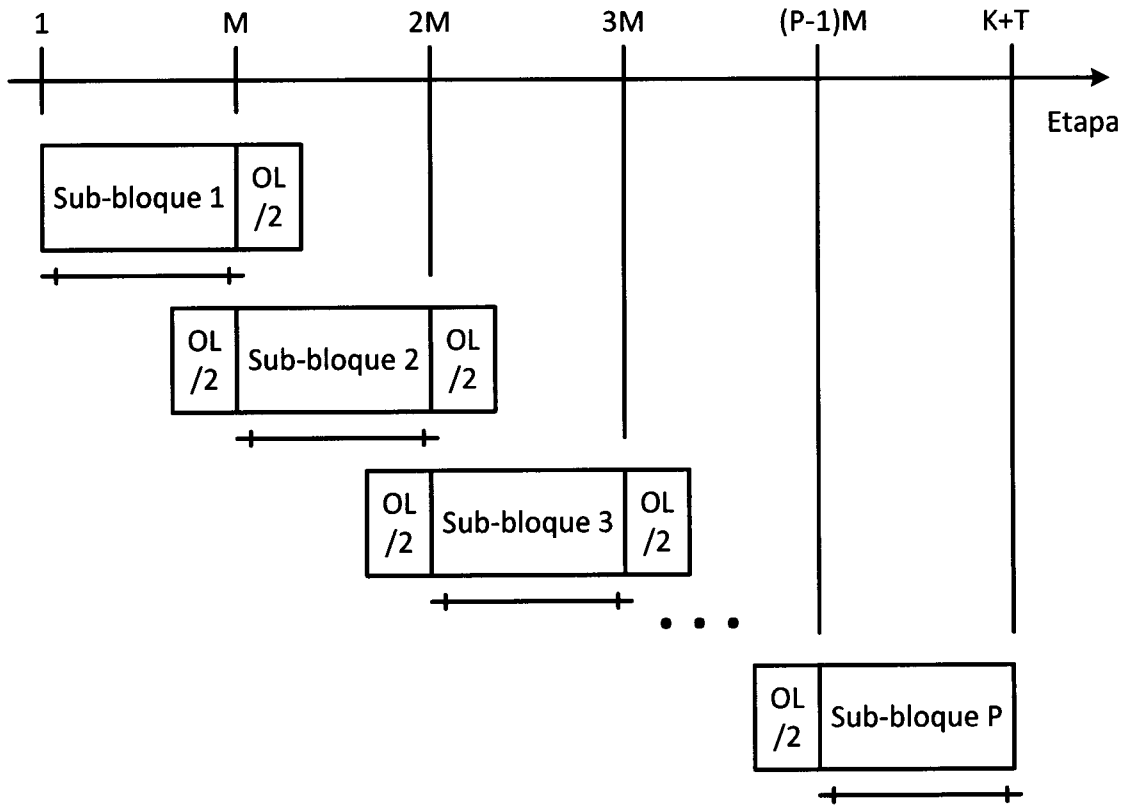 1 M 2M 3M (P-1)M K+T
Etapa
Sub-bloque 1
OL
/2
OL
/2
Sub-bloque 2
OL
/2
OL
/2
Sub-bloque 3
OL
/2
• • •
OL
/2
Sub-bloque P